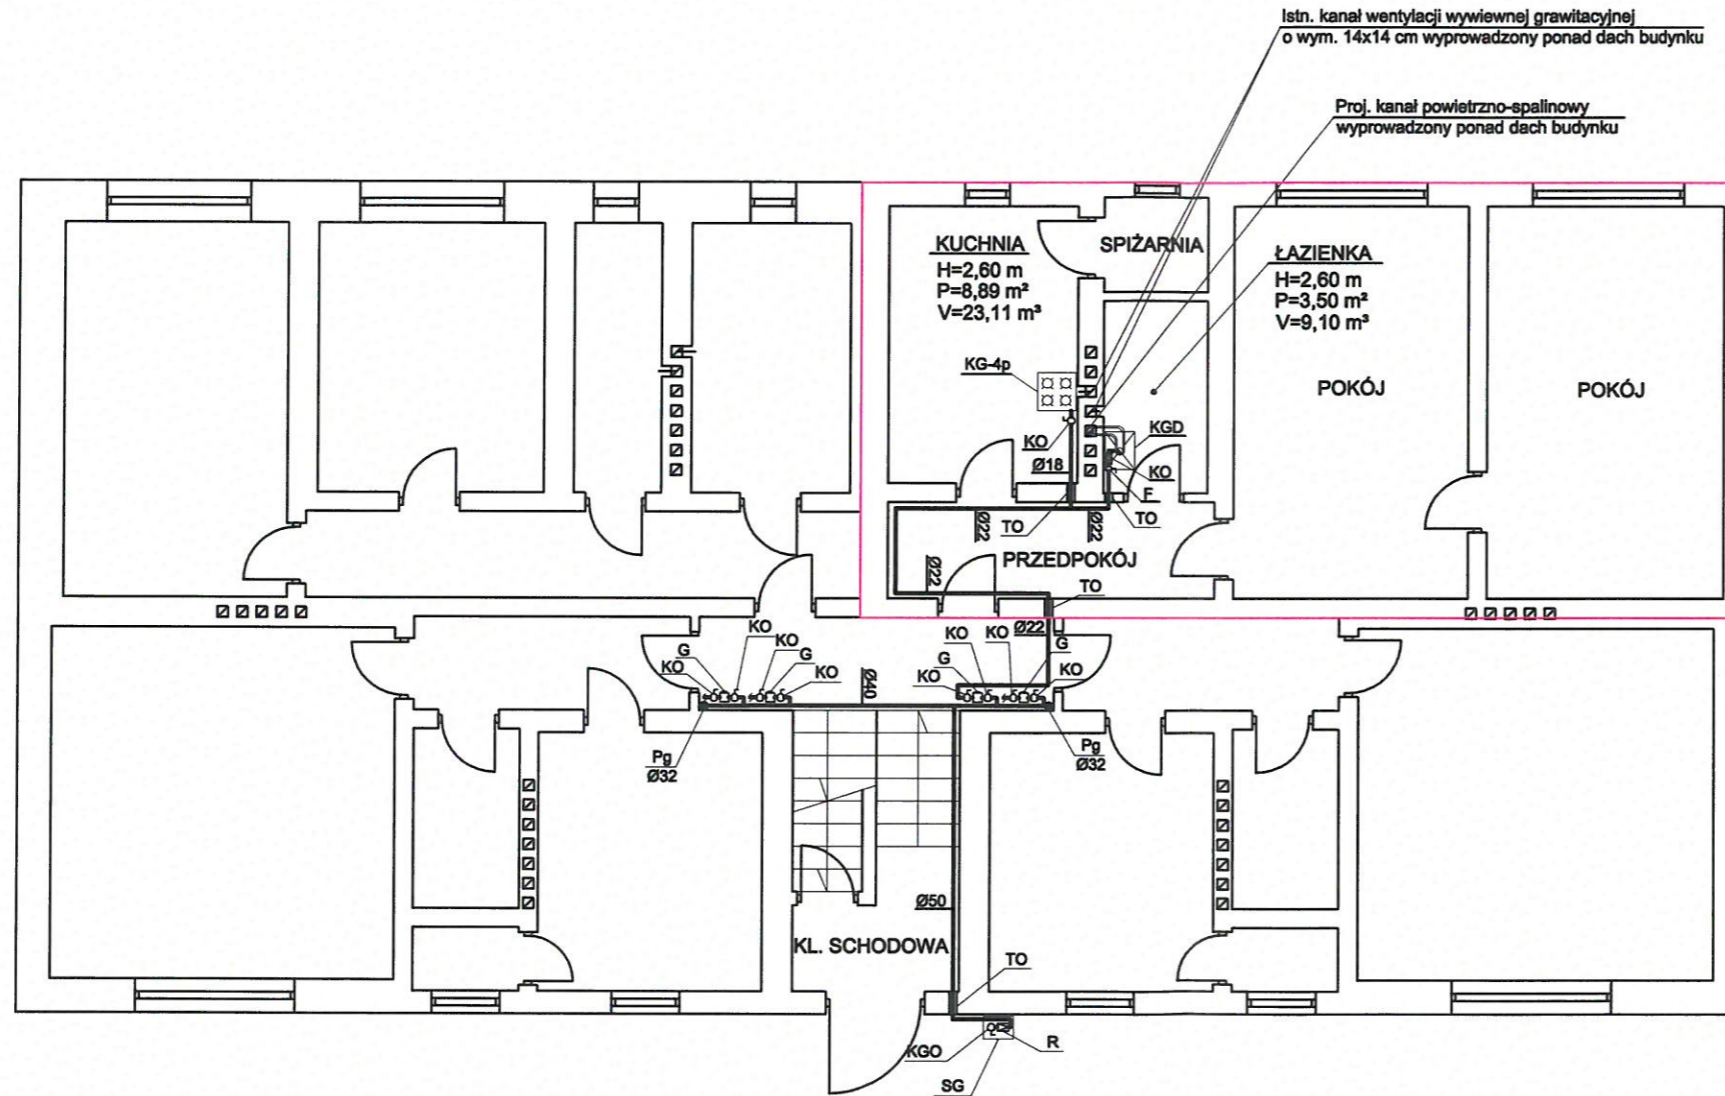 Istn. kanał wentylacji wywiewnej grawitacyjnej
o wym. 14x14 cm wyprowadzony ponad dach budynku
Proj. kanał powietrzno-spalinowy
wyprowadzony ponad dach budynku
KUCHNIA
H=2,60 m
P=8,89 m²
V=23,11 m³
SPIŻARNIA
ŁAZIENKA
H=2,60 m
P=3,50 m²
V=9,10 m³
KG-4p
POKÓJ
POKÓJ
KO
KGD
Ø18
KO
F
TO
TO
Ø22
Ø22
PRZEDPOKÓJ
Ø22
TO
Ø22
KO
KO
KO
KO
G
G
G
G
KO
KO
KO
KO
Ø40
Pg
Ø32
Pg
Ø32
Ø50
KL. SCHODOWA
TO
KGO
R
SG